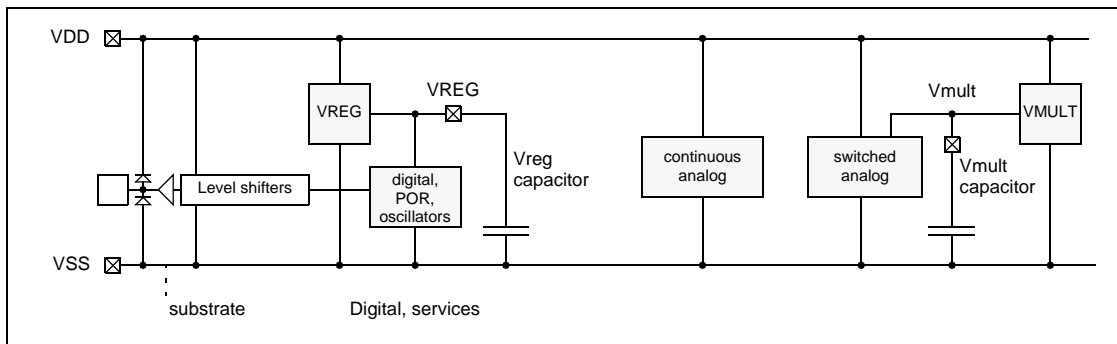 VDD
VREG
VREG
Vreg
capacitor
Level shifters
digital,
POR,
oscillators
continuous
analog
switched
analog
Vmult
VMULT
Vmult
capacitor
VSS
substrate
Digital, services